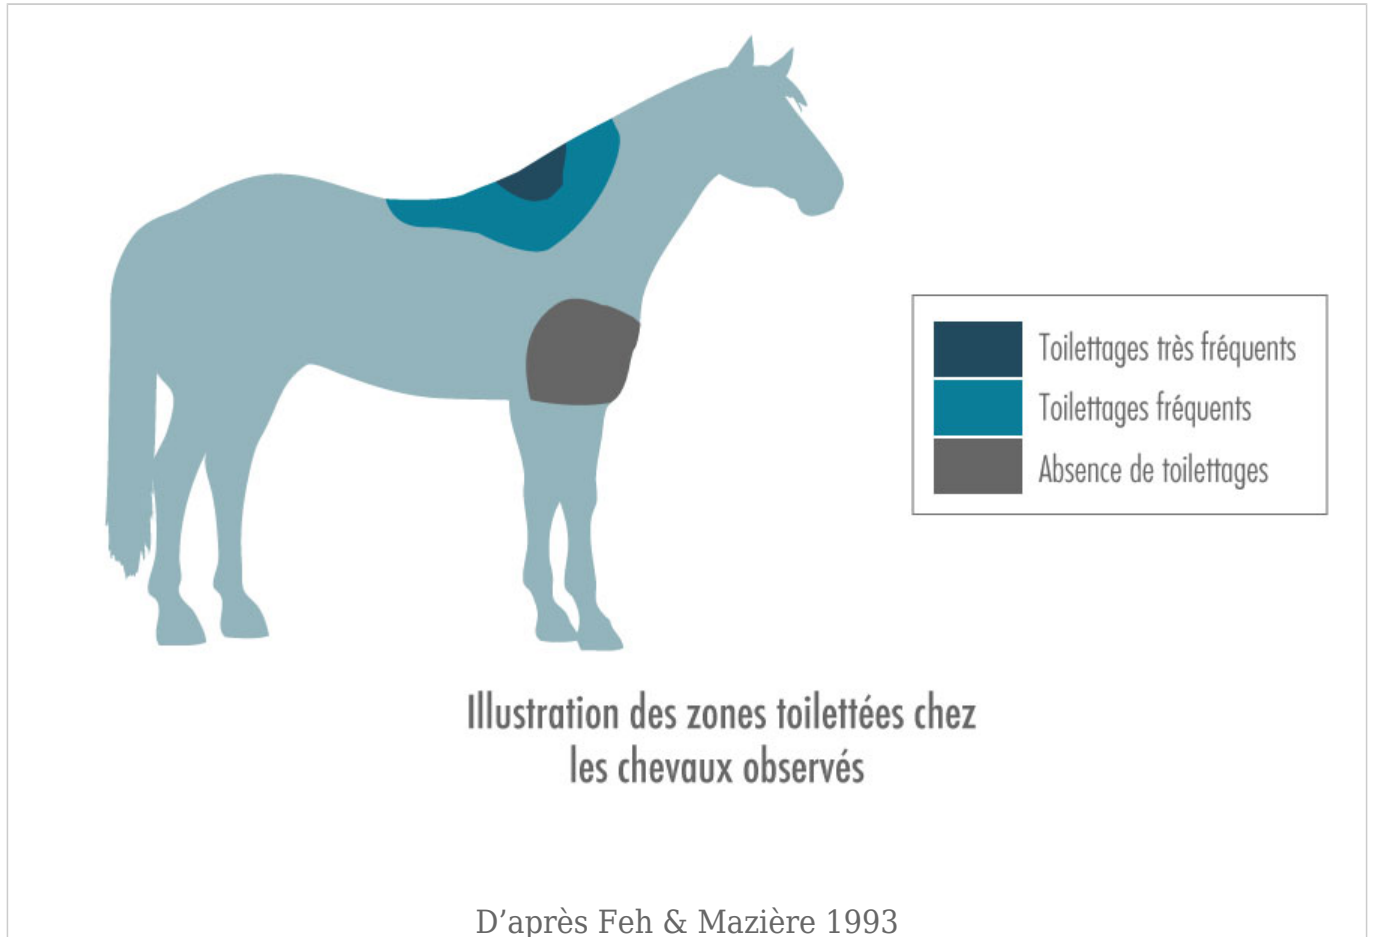 Toilettages très fréquents
Toilettages fréquents
Absence de toilettages
Illustration des zones toilettées chez
les chevaux observés
D’après Feh & Mazière 1993